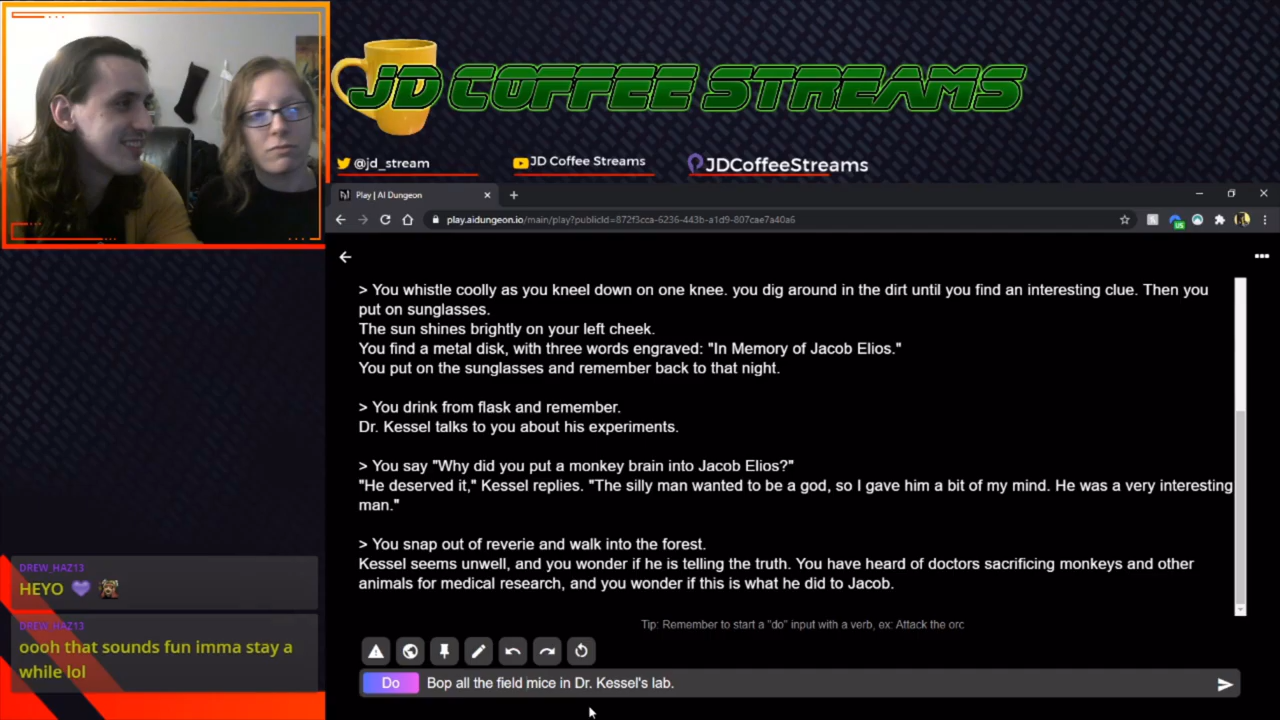 JD COFFEE STREAMS
@jd_stream
JD Coffee Streams
JDCoffeeStreams
Play | AI Dungeon
play.aidungeon.io/main/play?publicId=872f3cca-6236-443b-a1d9-807cae7a40a6
> You whistle coolly as you kneel down on one knee. you dig around in the dirt until you find an interesting clue. Then you
put on sunglasses.
The sun shines brightly on your left cheek.
You find a metal disk, with three words engraved: "In Memory of Jacob Elios."
You put on the sunglasses and remember back to that night.
> You drink from flask and remember.
Dr. Kessel talks to you about his experiments.
> You say "Why did you put a monkey brain into Jacob Elios?"
"He deserved it," Kessel replies. "The silly man wanted to be a god, so I gave him a bit of my mind. He was a very interesting
man."
> You snap out of reverie and walk into the forest.
Kessel seems unwell, and you wonder if he is telling the truth. You have heard of doctors sacrificing monkeys and other
animals for medical research, and you wonder if this is what he did to Jacob.
Tip: Remember to start a "do" input with a verb, ex: Attack the orc
Do
Bop all the field mice in Dr. Kessel's lab.
DREW_HAZ13
HEYO
DREW_HAZ13
oooh that sounds fun imma stay a
while lol